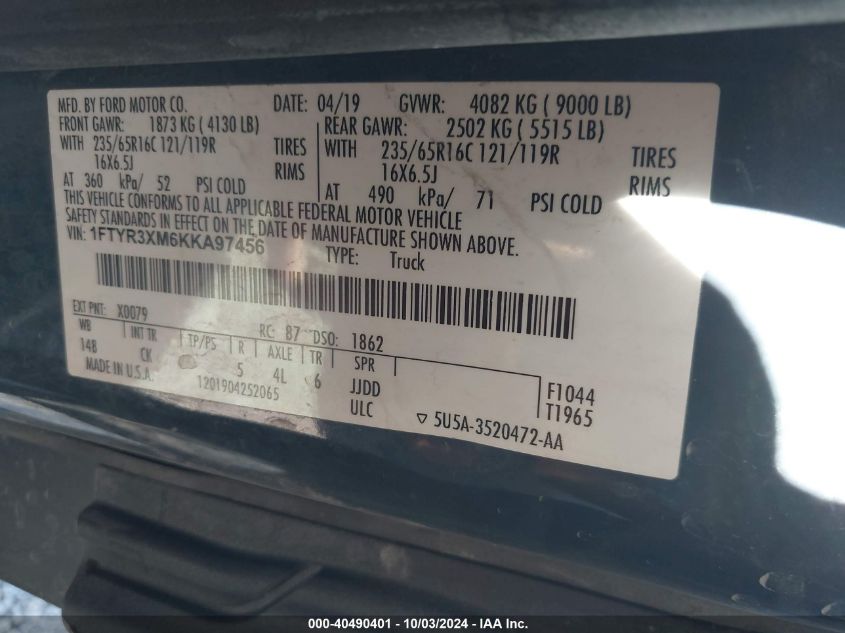 MFD. BY FORD MOTOR CO. DATE: 04/19 GVWR: 4082 KG ( 9000 LB)
FRONT GAWR: 1873 KG ( 4130 LB) REAR GAWR: 2502 KG ( 5515 LB)
WITH 235/65R16C 121/119R TIRES WITH 235/65R16C 121/119R TIRES
16X6.5J RIMS 16X6.5J RIMS
AT 360 kPa/ 52 PSI COLD AT 490 kPa/ 71 PSI COLD
THIS VEHICLE CONFORMS TO ALL APPLICABLE FEDERAL MOTOR VEHICLE
SAFETY STANDARDS IN EFFECT ON THE DATE OF MANUFACTURE SHOWN ABOVE.
VIN: 1FTYR3XM6KKA97456 TYPE: Truck
EXT PNT: X0079 RC: 87 DSO: 1862
WB INT TR TP/PS R AXLE TR SPR
148 CK 5 4L 6 JJDD F1044
MADE IN U.S.A. 1201904252065 ULC T1965
▽ 5U5A-3520472-AA
000-40490401 - 10/03/2024 - IAAI - Copart, Inc.